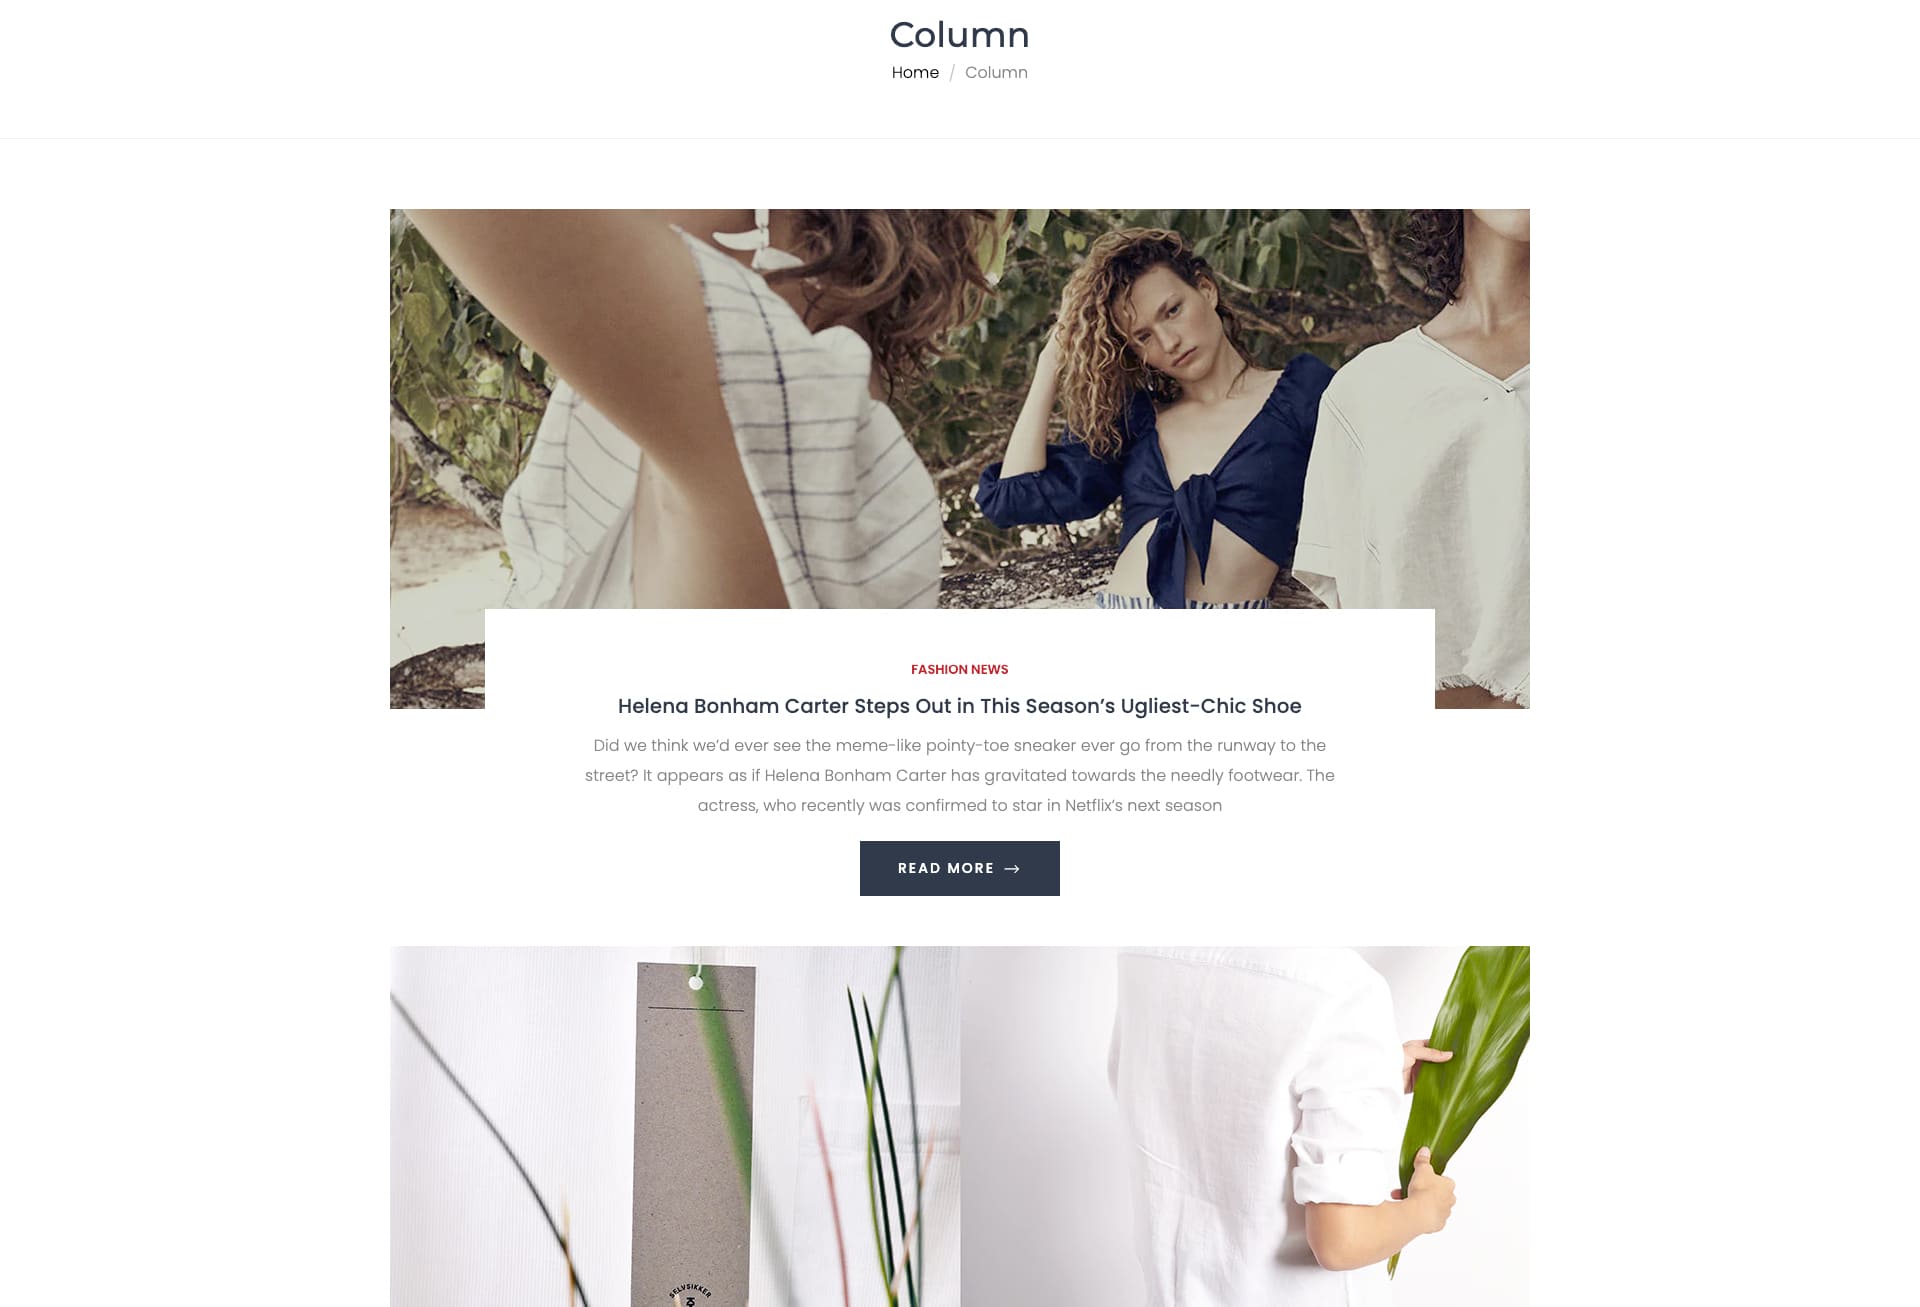 Column
Home / Column
FASHION NEWS
Helena Bonham Carter Steps Out in This Season’s Ugliest-Chic Shoe
Did we think we’d ever see the meme-like pointy-toe sneaker ever go from the runway to the
street? It appears as if Helena Bonham Carter has gravitated towards the needly footwear. The
actress, who recently was confirmed to star in Netflix’s next season
READ MORE →
SELVSIKKER